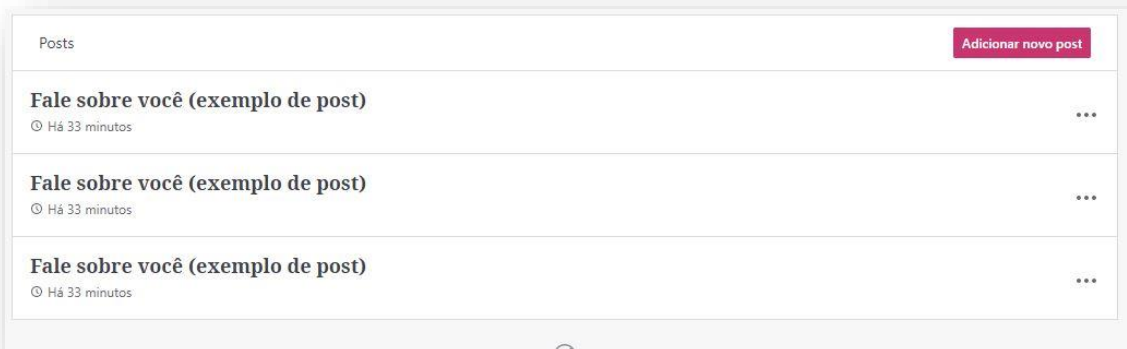 Posts
Adicionar novo post
Fale sobre você (exemplo de post)
Há 33 minutos
Fale sobre você (exemplo de post)
Há 33 minutos
Fale sobre você (exemplo de post)
Há 33 minutos